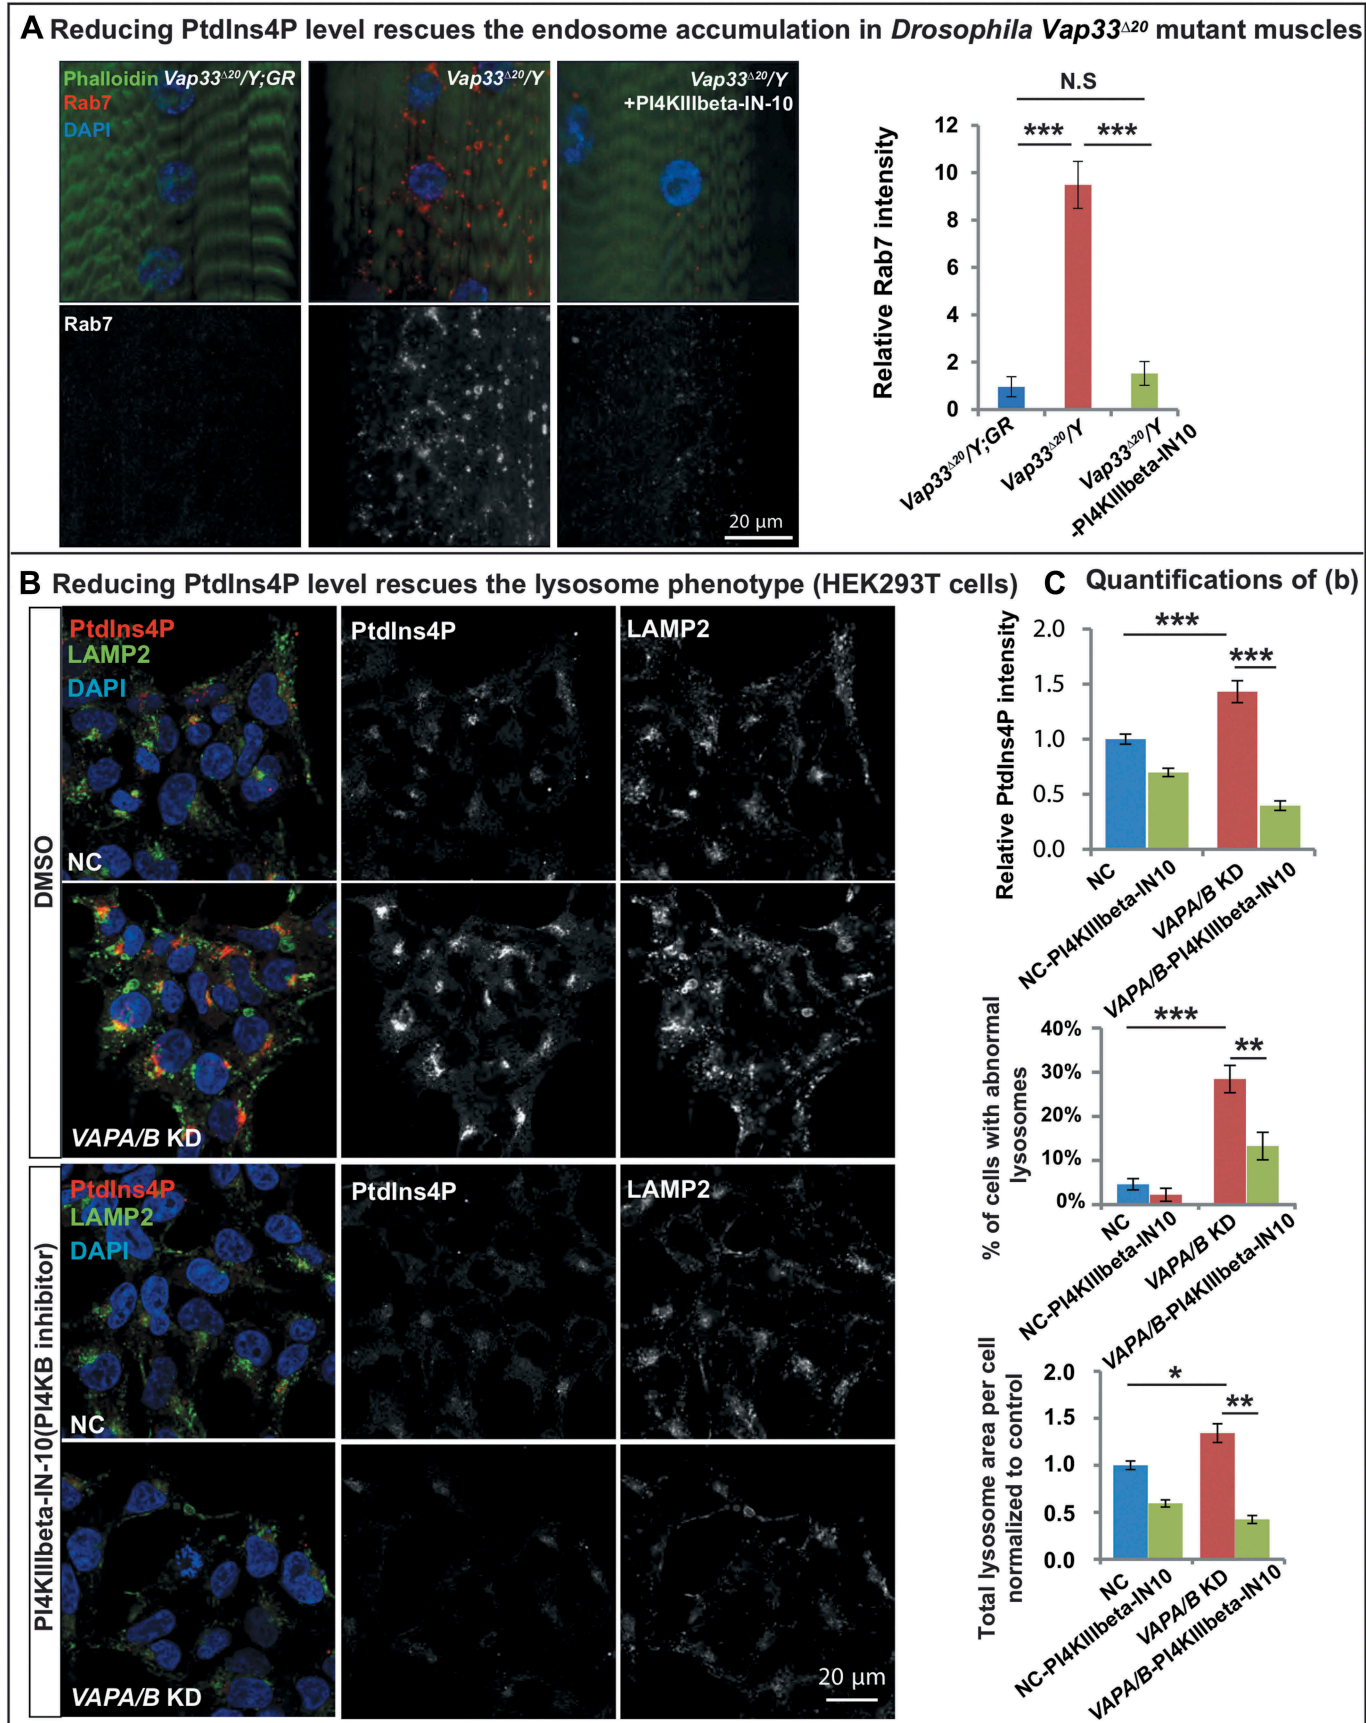 A Reducing PtdIns4P level rescues the endosome accumulation in Drosophila Vap33Δ20 mutant muscles
Phalloidin Vap33Δ20/Y;GR
Rab7
DAPI
Vap33Δ20/Y
Vap33Δ20/Y
+PI4KIIIbeta-IN-10
Rab7
20 µm
N.S
*** ***
Relative Rab7 intensity
12
10
8
6
4
2
0
Vap33Δ20/Y;GR
Vap33Δ20/Y
Vap33Δ20/Y
-PI4KIIIbeta-IN10
B Reducing PtdIns4P level rescues the lysosome phenotype (HEK293T cells)
DMSO
PtdIns4P
LAMP2
DAPI
NC
PtdIns4P
LAMP2
VAPA/B KD
PI4KIIIbeta-IN-10(PI4KB inhibitor)
PtdIns4P
LAMP2
DAPI
NC
PtdIns4P
LAMP2
VAPA/B KD
20 µm
C Quantifications of (b)
Relative PtdIns4P intensity
2.0
1.5
1.0
0.5
0.0
***
***
NC
NC-PI4KIIIbeta-IN10
VAPA/B KD
VAPA/B-PI4KIIIbeta-IN10
% of cells with abnormal
lysosomes
40%
30%
20%
10%
0%
***
**
NC
NC-PI4KIIIbeta-IN10
VAPA/B KD
VAPA/B-PI4KIIIbeta-IN10
Total lysosome area per cell
normalized to control
2.0
1.5
1.0
0.5
0.0
*
**
NC
NC-PI4KIIIbeta-IN10
VAPA/B KD
VAPA/B-PI4KIIIbeta-IN10